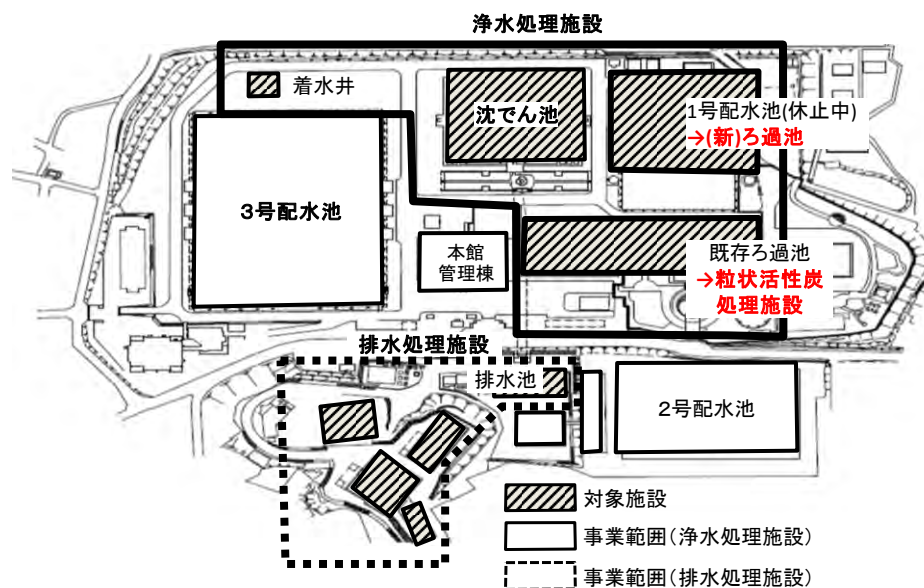 浄水処理施設
着水井
沈でん池
1号配水池(休止中)
→(新)ろ過池
3号配水池
本館
管理棟
既存ろ過池
→粒状活性炭
処理施設
排水処理施設
排水池
2号配水池
対象施設
事業範囲(浄水処理施設)
事業範囲(排水処理施設)